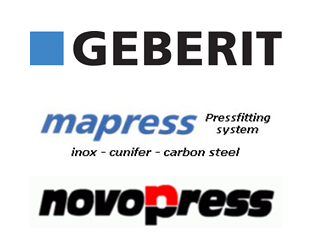 GEBERIT
mapress Pressfitting
system
inox - cunifer - carbon steel
novopress